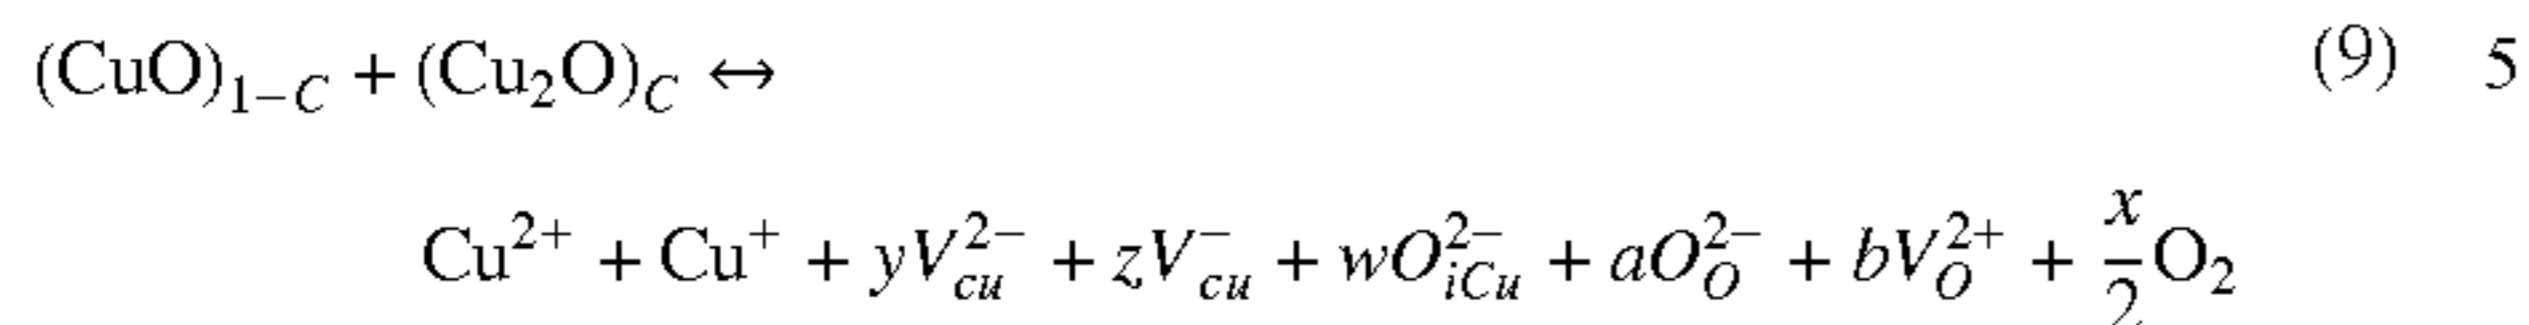 (CuO)₁₋C + (Cu₂O)C ↔ (9) 5
Cu²⁺ + Cu⁺ + yV²⁻cu + zV⁻cu + wO²⁻iCu + aO²⁻O + bV²⁺O + x/2 O₂